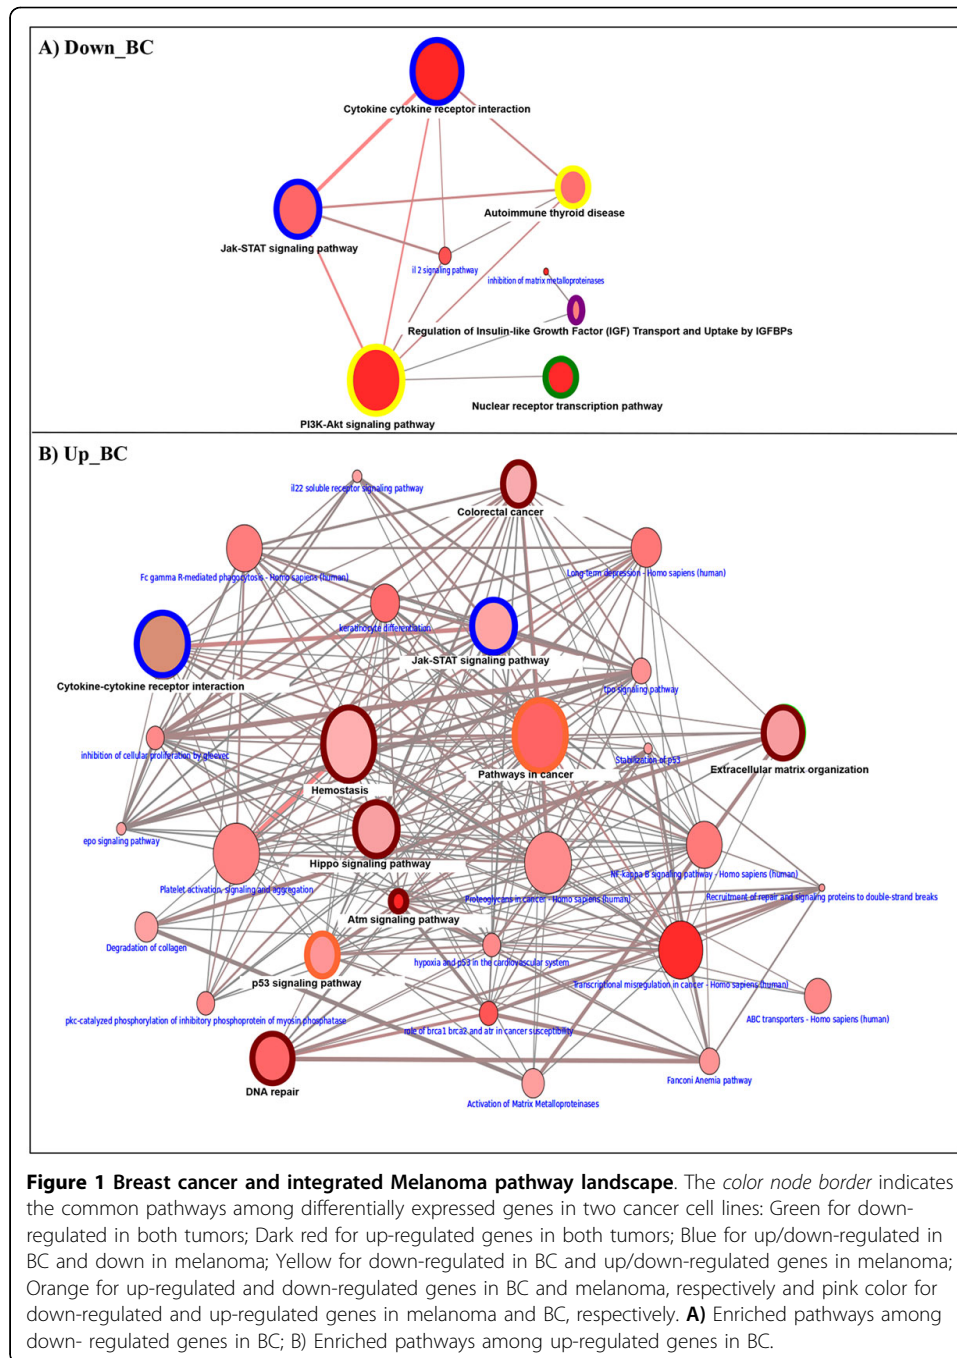 A) Down_BC
Cytokine cytokine receptor interaction
Autoimmune thyroid disease
Jak-STAT signaling pathway
il 2 signaling pathway
inhibition of matrix metalloproteinases
Regulation of Insulin-like Growth Factor (IGF) Transport and Uptake by IGFBPs
Nuclear receptor transcription pathway
PI3K-Akt signaling pathway
B) Up_BC
il22 soluble receptor signaling pathway
Colorectal cancer
Fc gamma R-mediated phagocytosis - Homo sapiens (human)
Long-term depression - Homo sapiens (human)
keratinocyte differentiation
Jak-STAT signaling pathway
Cytokine-cytokine receptor interaction
tpo signaling pathway
inhibition of cellular proliferation by gleevec
Stabilization of p53
Extracellular matrix organization
Pathways in cancer
Hemostasis
epo signaling pathway
Hippo signaling pathway
NF-kappa B signaling pathway - Homo sapiens (human)
Platelet activation, signaling and aggregation
Proteoglycans in cancer - Homo sapiens (human)
Recruitment of repair and signaling proteins to double-strand breaks
Atm signaling pathway
Degradation of collagen
hypoxia and p53 in the cardiovascular system
p53 signaling pathway
Transcriptional misregulation in cancer - Homo sapiens (human)
pkc-catalyzed phosphorylation of inhibitory phosphoprotein of myosin phosphatase
ABC transporters - Homo sapiens (human)
role of brca1 brca2 and atr in cancer susceptibility
Fanconi Anemia pathway
DNA repair
Activation of Matrix Metalloproteinases
Figure 1 Breast cancer and integrated Melanoma pathway landscape. The color node border indicates
the common pathways among differentially expressed genes in two cancer cell lines: Green for down-
regulated in both tumors; Dark red for up-regulated genes in both tumors; Blue for up/down-regulated in
BC and down in melanoma; Yellow for down-regulated in BC and up/down-regulated genes in melanoma;
Orange for up-regulated and down-regulated genes in BC and melanoma, respectively and pink color for
down-regulated and up-regulated genes in melanoma and BC, respectively. A) Enriched pathways among
down- regulated genes in BC; B) Enriched pathways among up-regulated genes in BC.